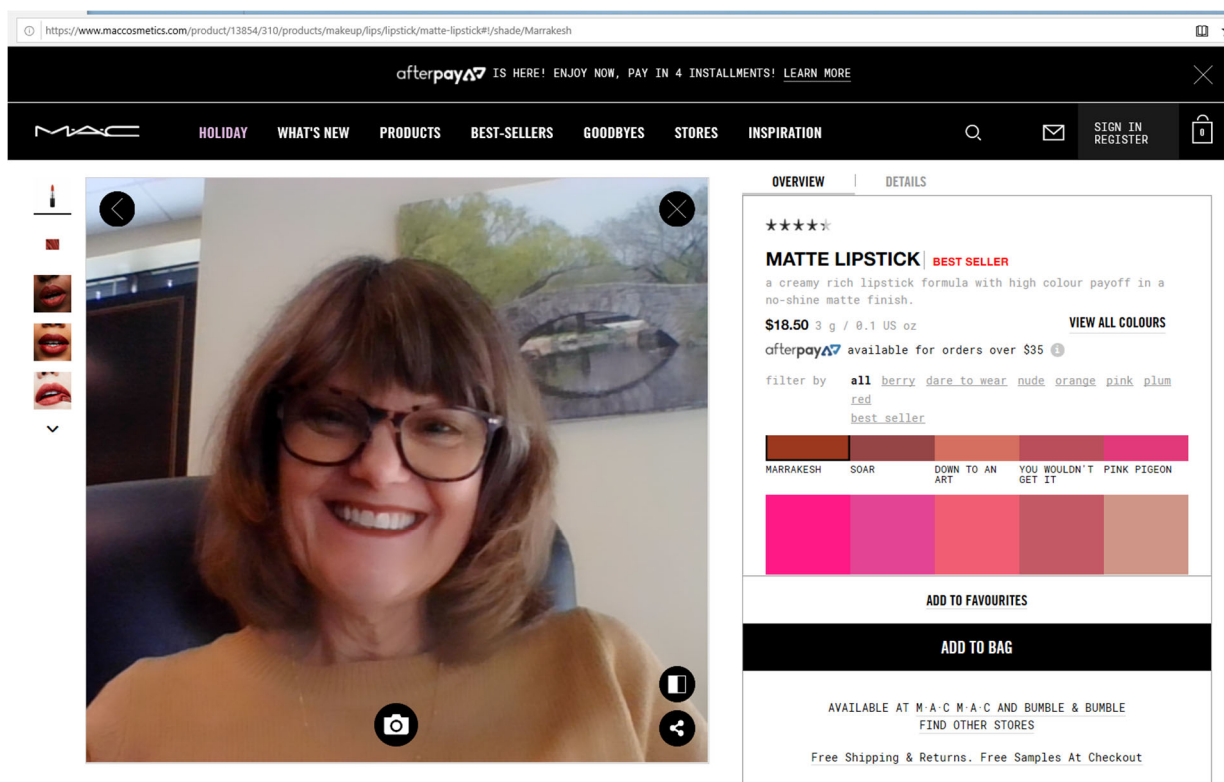 https://www.maccosmetics.com/product/13854/310/products/makeup/lips/lipstick/matte-lipstick#!/shade/Marrakesh
afterpay IS HERE! ENJOY NOW, PAY IN 4 INSTALLMENTS! LEARN MORE
M·A·C HOLIDAY WHAT'S NEW PRODUCTS BEST-SELLERS GOODBYES STORES INSPIRATION SIGN IN
REGISTER
0
OVERVIEW | DETAILS
MATTE LIPSTICK BEST SELLER
a creamy rich lipstick formula with high colour payoff in a
no-shine matte finish.
$18.50 3 g / 0.1 US oz VIEW ALL COLOURS
afterpay available for orders over $35 i
filter by all berry dare to wear nude orange pink plum
red
best seller
MARRAKESH SOAR DOWN TO AN YOU WOULDN'T PINK PIGEON
ART GET IT
ADD TO FAVOURITES
ADD TO BAG
AVAILABLE AT M·A·C M·A·C AND BUMBLE & BUMBLE
FIND OTHER STORES
Free Shipping & Returns. Free Samples At Checkout